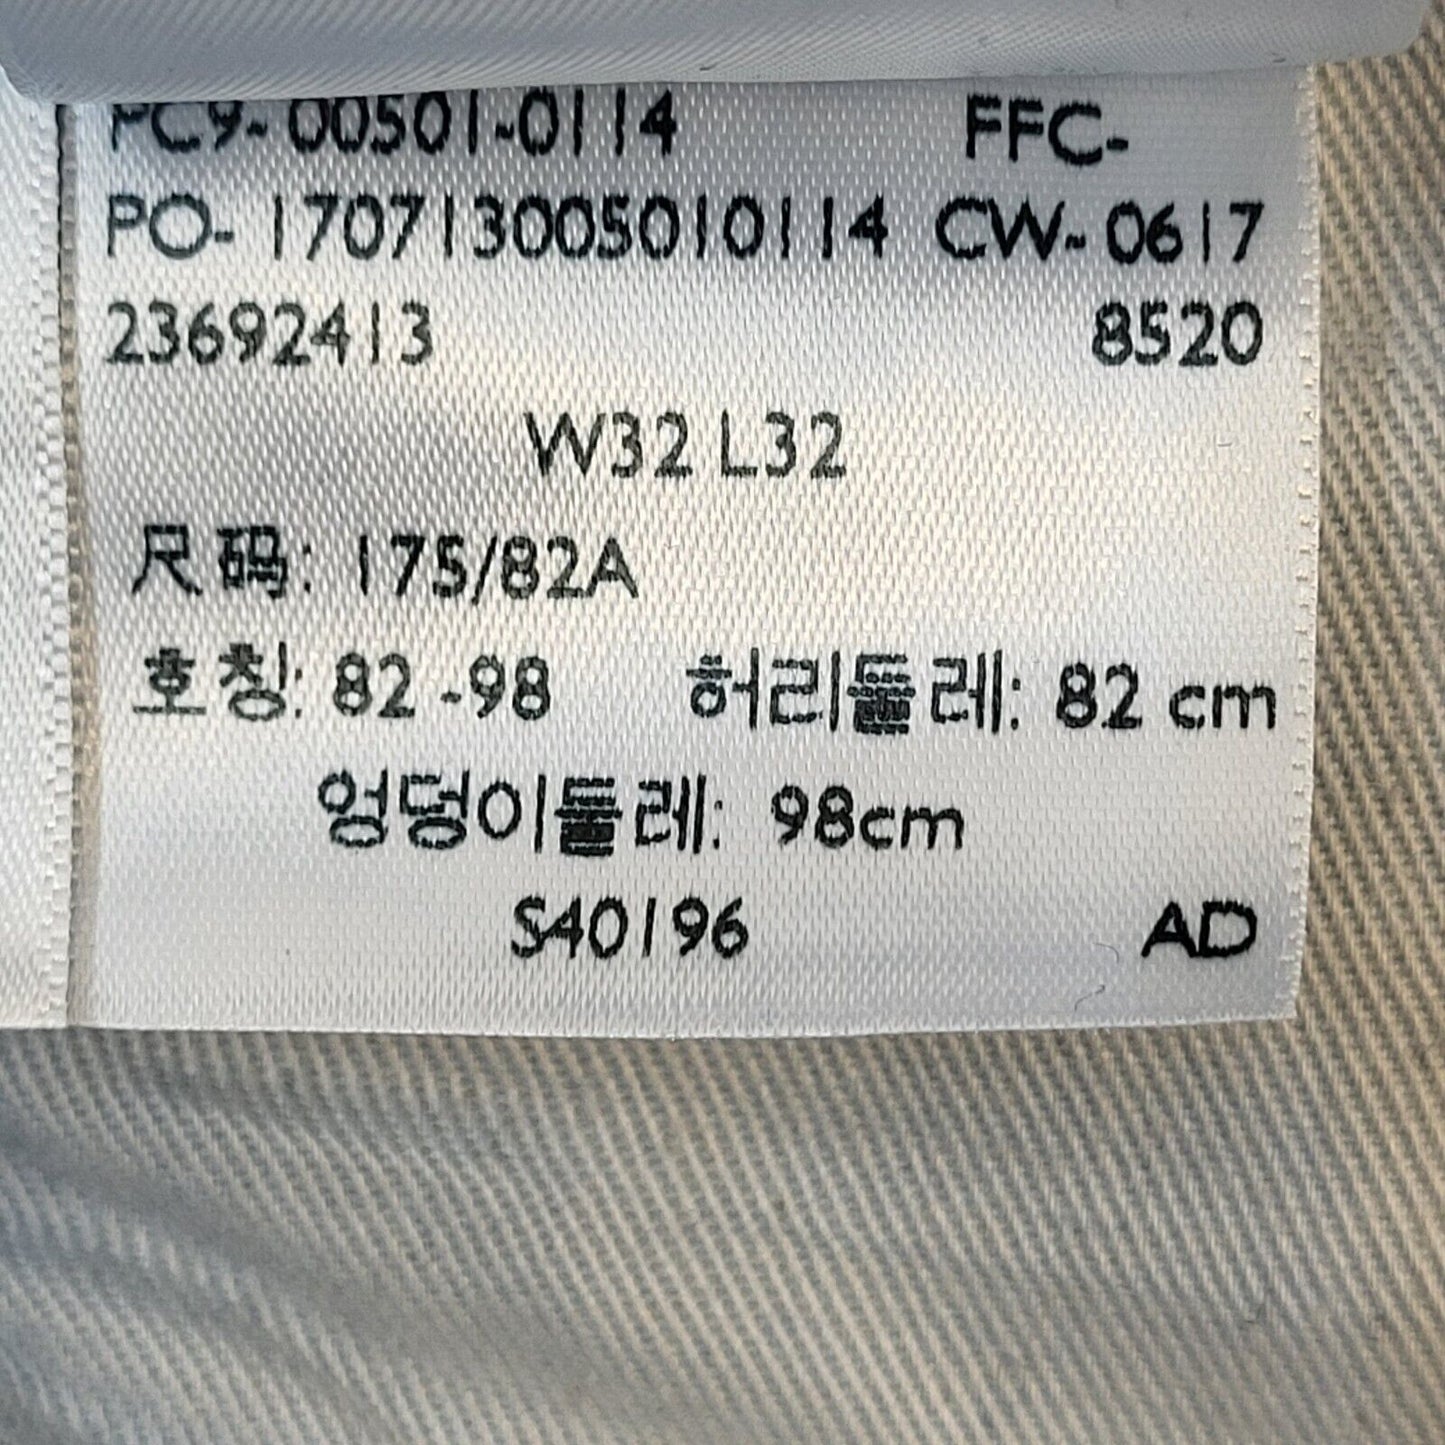 PC9-00501-0114 FFC-
PO-17071300501 0114 CW-0617
23692413 8520
W32 L32
尺码: 175/82A
호칭: 82-98 허리둘레: 82 cm
엉덩이둘레: 98cm
S40196 AD